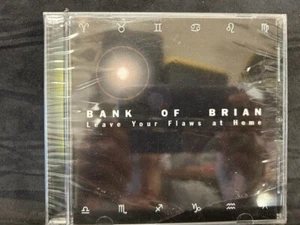 ♈ ♉ ♊ ♋ ♌ ♍
BANK OF BRIAN
Leave Your Flaws at Home
♎ ♏ ♐ ♑ ♒ ♓